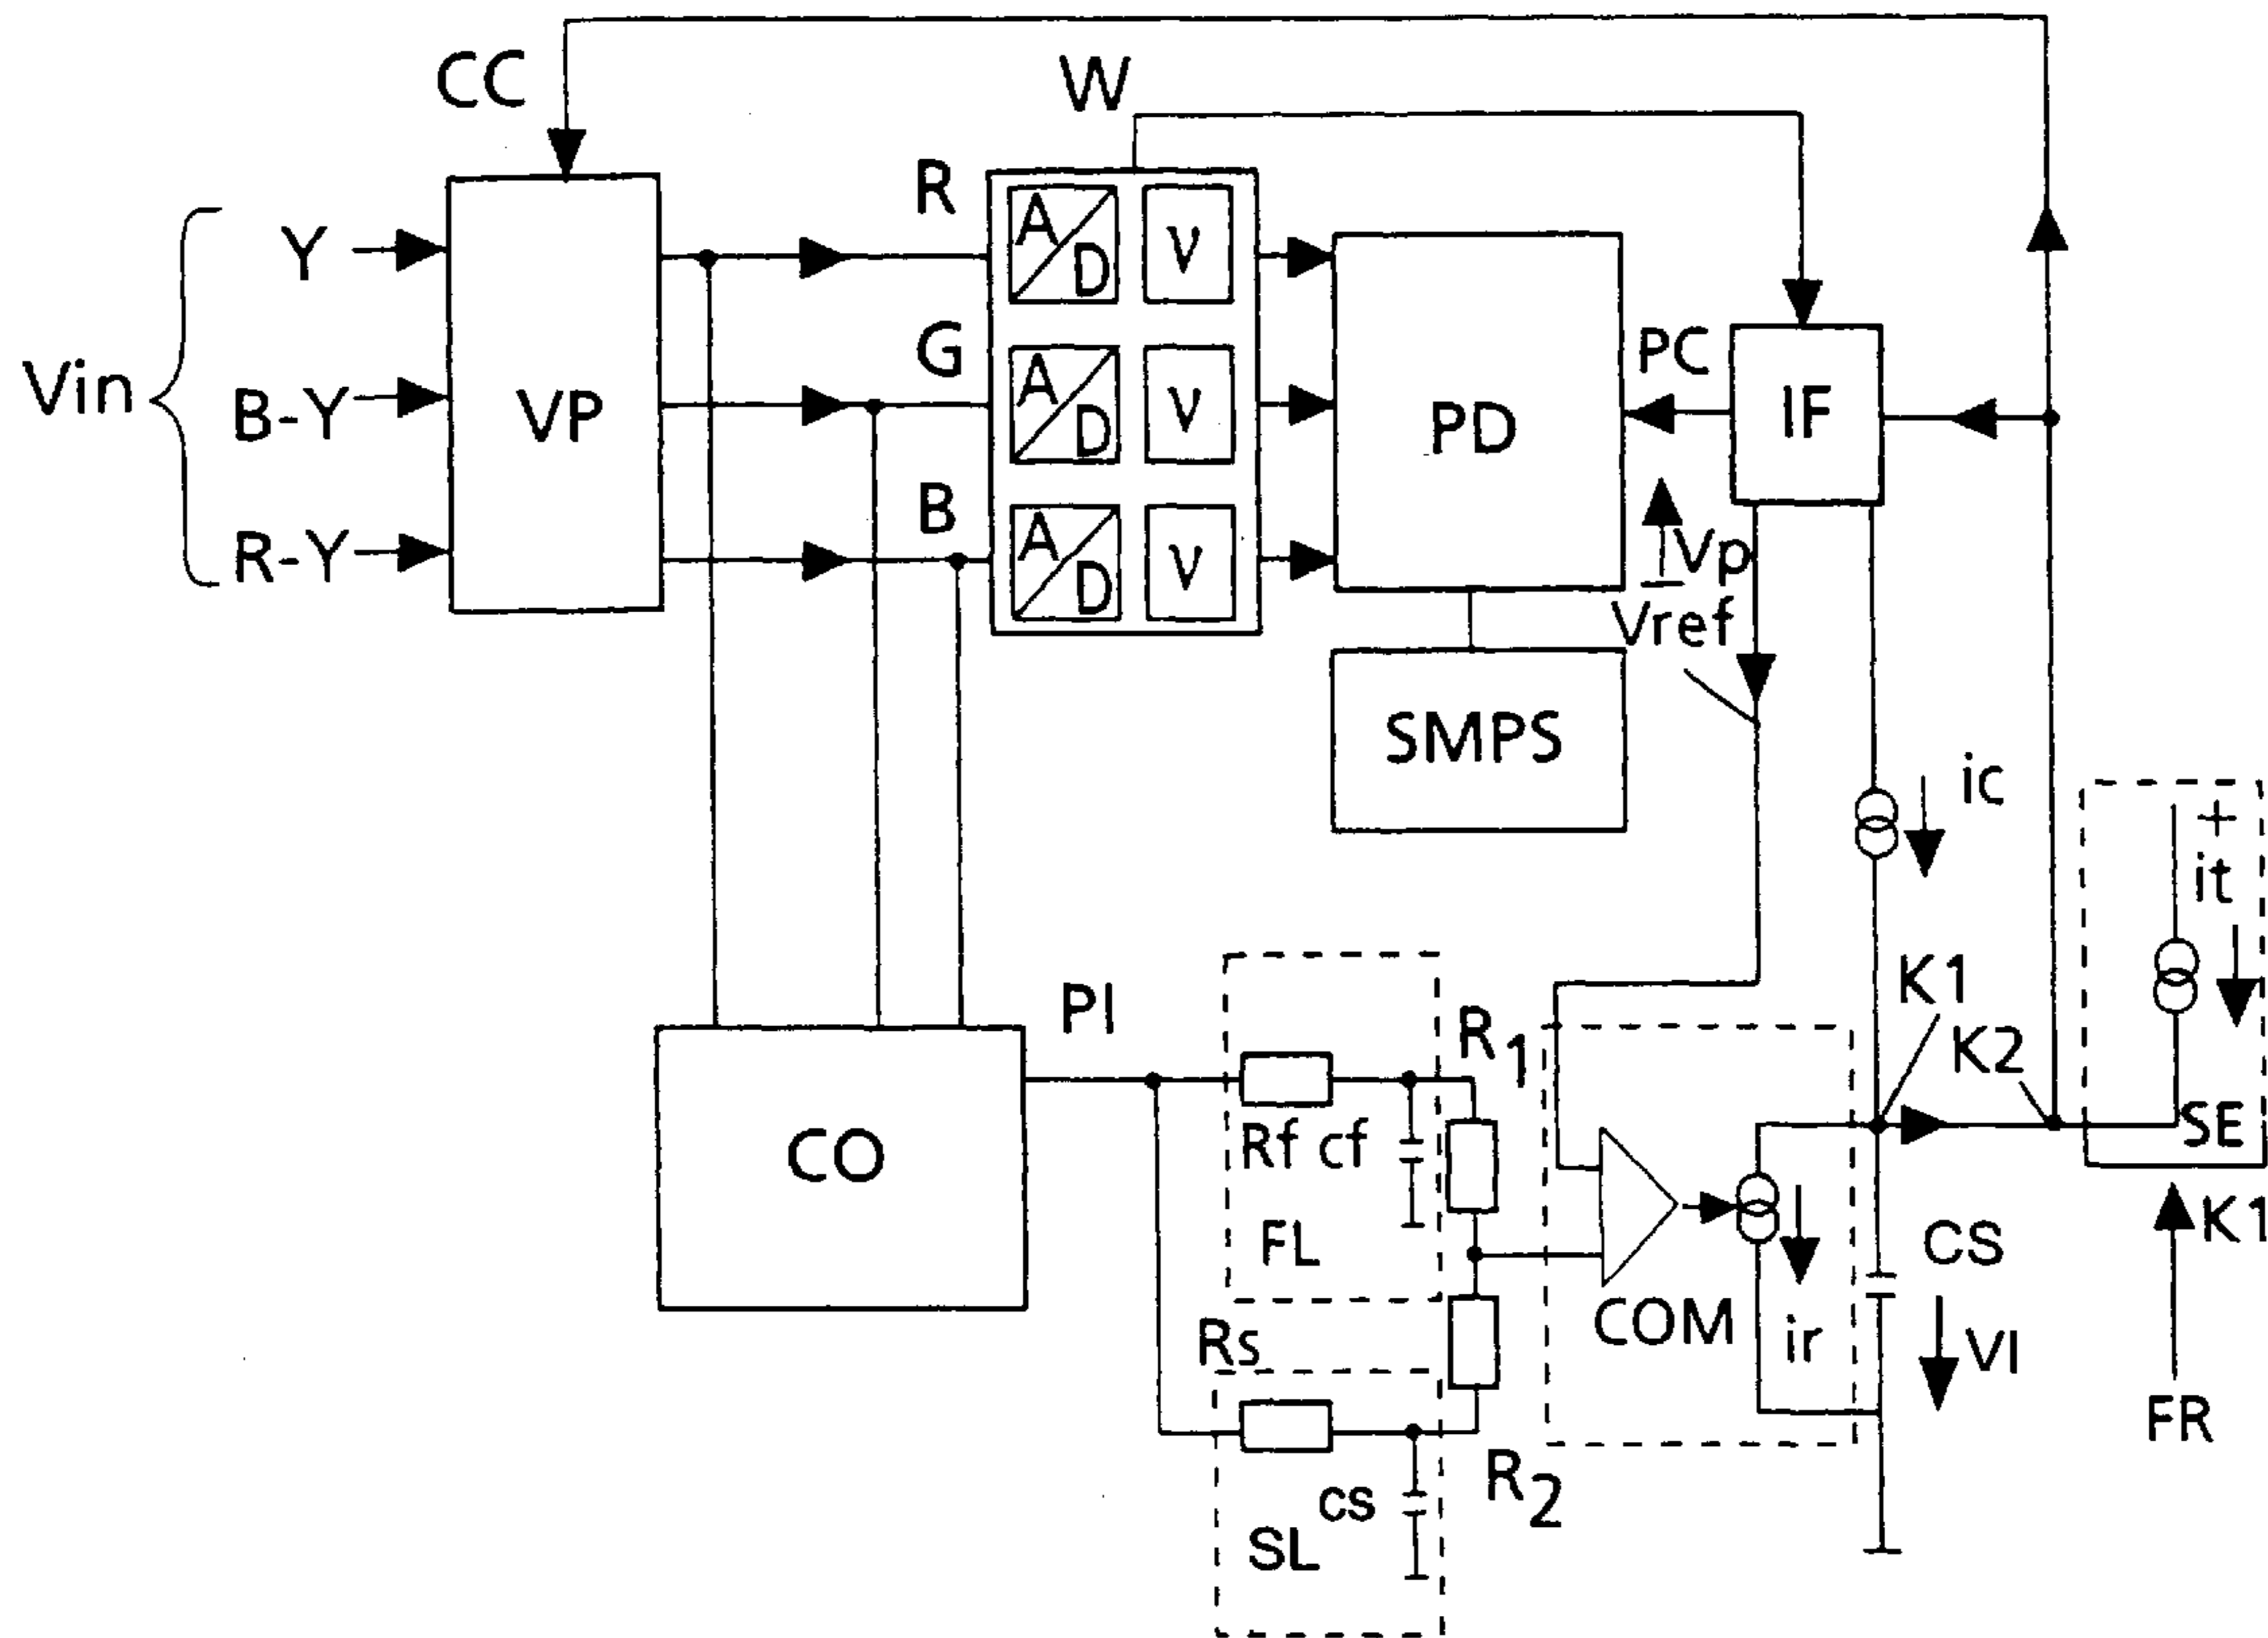 CC
W
R
Y
A
D
V
G
PC
Vin
B-Y
VP
A
D
V
PD
IF
B
R-Y
A
D
V
Vp
Vref
SMPS
ic
+
it
PI
K1
R1
K2
CO
Rf
cf
SE
FL
COM
ir
CS
K1
Rs
VI
FR
R2
cs
SL